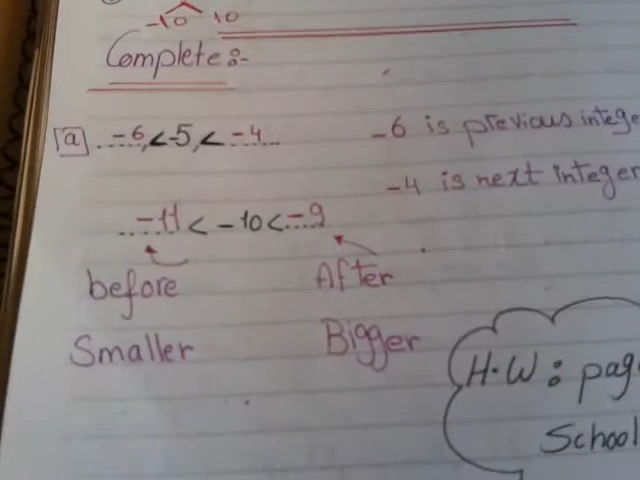 -10 10
Complete:-
[a] ...-6..<-5,<..-4... -6 is previous intege
-4 is next integer
...-11< -10<..-9
before After
Smaller Bigger
H.W: pag
School